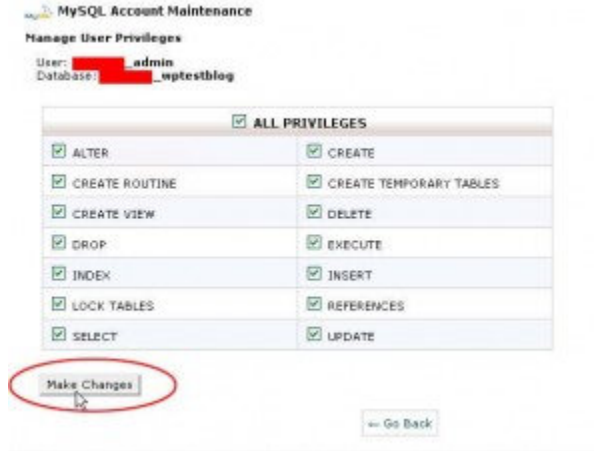 MySQL Account Maintenance
Manage User Privileges
User: _admin
Database: _wptestblog
ALL PRIVILEGES
ALTER CREATE
CREATE ROUTINE CREATE TEMPORARY TABLES
CREATE VIEW DELETE
DROP EXECUTE
INDEX INSERT
LOCK TABLES REFERENCES
SELECT UPDATE
Make Changes
← Go Back